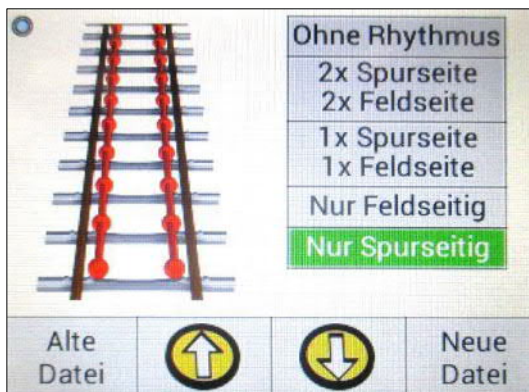 Ohne Rhythmus
2x Spurseite
2x Feldseite
1x Spurseite
1x Feldseite
Nur Feldseitig
Nur Spurseitig
Alte
Datei
Neue
Datei